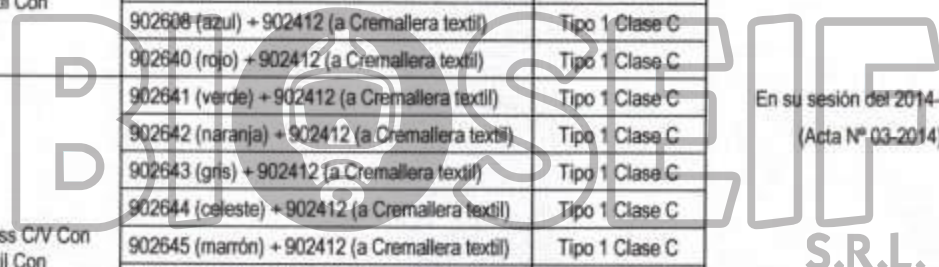 il Con
902608 (azul) + 902412 (a Cremallera textil) Tipo 1 Clase C
902640 (rojo) + 902412 (a Cremallera textil) Tipo 1 Clase C
902641 (verde) + 902412 (a Cremallera textil) Tipo 1 Clase C
En su sesión del 2014-
902642 (naranja) + 902412 (a Cremallera textil) Tipo 1 Clase C
(Acta Nº 03-2014)
902643 (gris) + 902412 (a Cremallera textil) Tipo 1 Clase C
902644 (celeste) + 902412 (a Cremallera textil) Tipo 1 Clase C
ss C/V Con
902645 (marrón) + 902412 (a Cremallera textil) Tipo 1 Clase C
il Con
S.R.L.